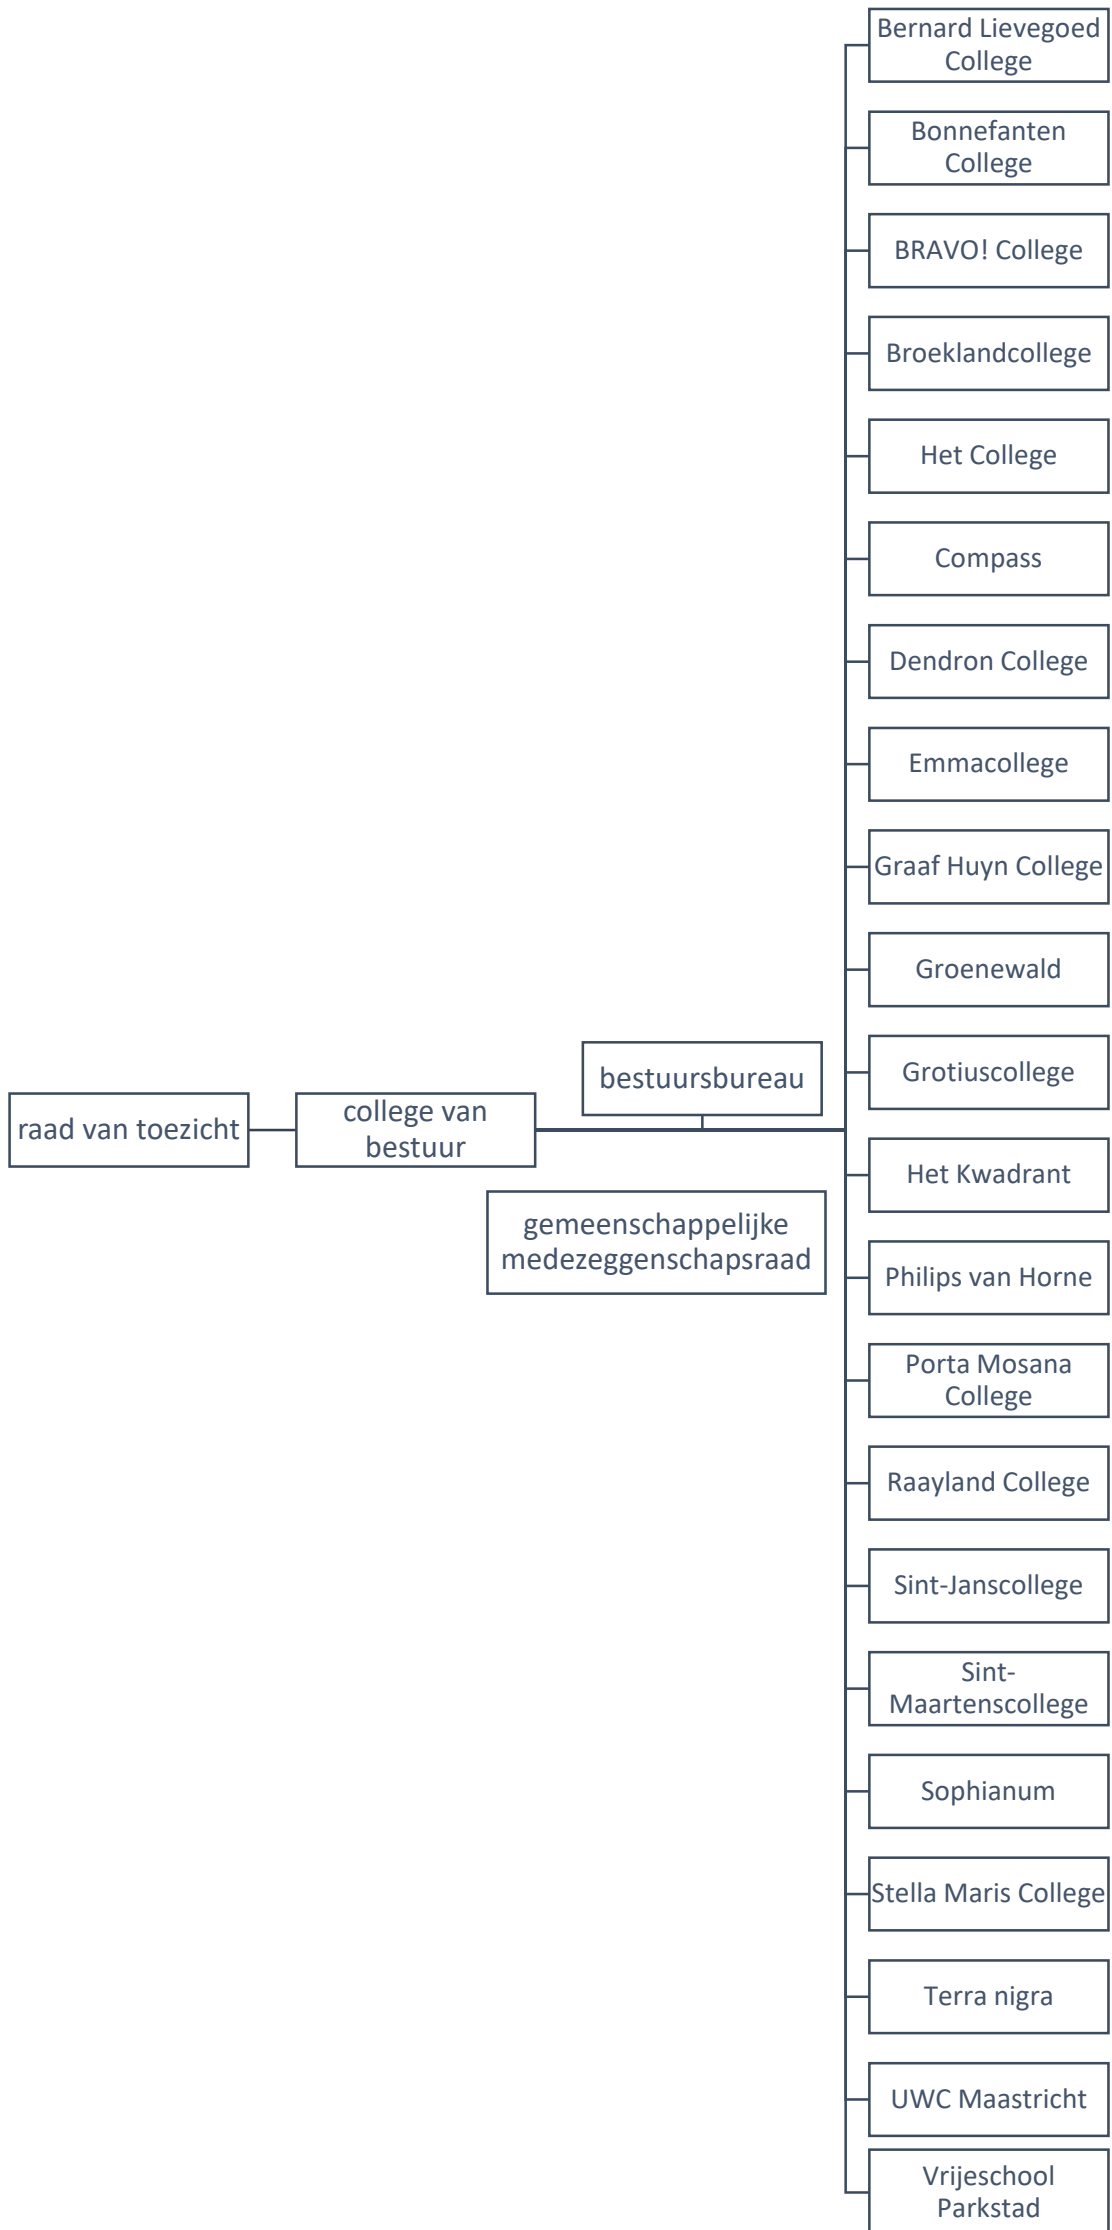 raad van toezicht
college van
bestuur
bestuursbureau
gemeenschappelijke
medezeggenschapsraad
Bernard Lievegoed
College
Bonnefanten
College
BRAVO! College
Broeklandcollege
Het College
Compass
Dendron College
Emmacollege
Graaf Huyn College
Groenewald
Grotiuscollege
Het Kwadrant
Philips van Horne
Porta Mosana
College
Raayland College
Sint-Janscollege
Sint-
Maartenscollege
Sophianum
Stella Maris College
Terra nigra
UWC Maastricht
Vrijeschool
Parkstad